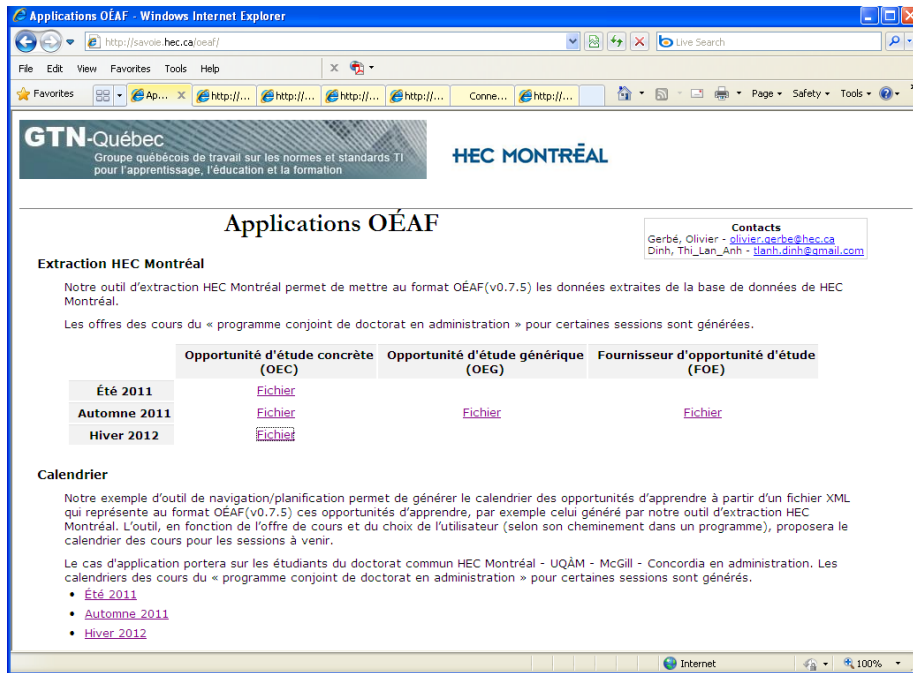 Applications OÉAF - Windows Internet Explorer
http://savoie.hec.ca/oeaf/
Live Search
File Edit View Favorites Tools Help
Favorites
Ap...
http://...
http://...
http://...
http://...
Conne...
http://...
Page
Safety
Tools
GTN-Québec
Groupe québécois de travail sur les normes et standards TI
pour l'apprentissage, l'éducation et la formation
HEC MONTRĒAL
Applications OÉAF
Contacts
Gerbé, Olivier - olivier.gerbe@hec.ca
Dinh, Thi_Lan_Anh - tlanh.dinh@gmail.com
Extraction HEC Montréal
Notre outil d'extraction HEC Montréal permet de mettre au format OÉAF(v0.7.5) les données extraites de la base de données de HEC
Montréal.
Les offres des cours du « programme conjoint de doctorat en administration » pour certaines sessions sont générées.
Opportunité d'étude concrète Opportunité d'étude générique Fournisseur d'opportunité d'étude
(OEC) (OEG) (FOE)
Été 2011 Fichier
Automne 2011 Fichier Fichier Fichier
Hiver 2012 Fichier
Calendrier
Notre exemple d'outil de navigation/planification permet de générer le calendrier des opportunités d'apprendre à partir d'un fichier XML
qui représente au format OÉAF(v0.7.5) ces opportunités d'apprendre, par exemple celui généré par notre outil d'extraction HEC
Montréal. L'outil, en fonction de l'offre de cours et du choix de l'utilisateur (selon son cheminement dans un programme), proposera le
calendrier des cours pour les sessions à venir.
Le cas d'application portera sur les étudiants du doctorat commun HEC Montréal - UQÀM - McGill - Concordia en administration. Les
calendriers des cours du « programme conjoint de doctorat en administration » pour certaines sessions sont générés.
• Été 2011
• Automne 2011
• Hiver 2012
Internet
100%